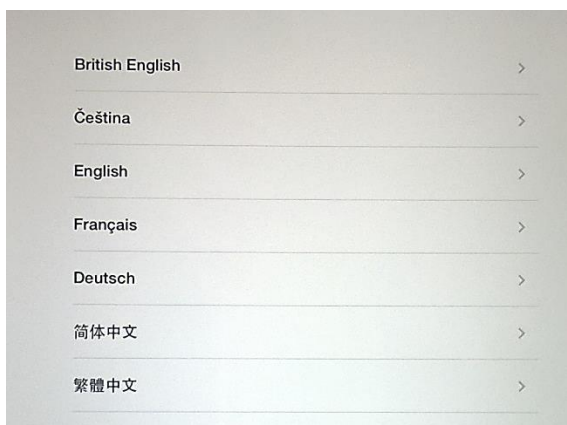 British English
Čeština
English
Français
Deutsch
简体中文
繁體中文